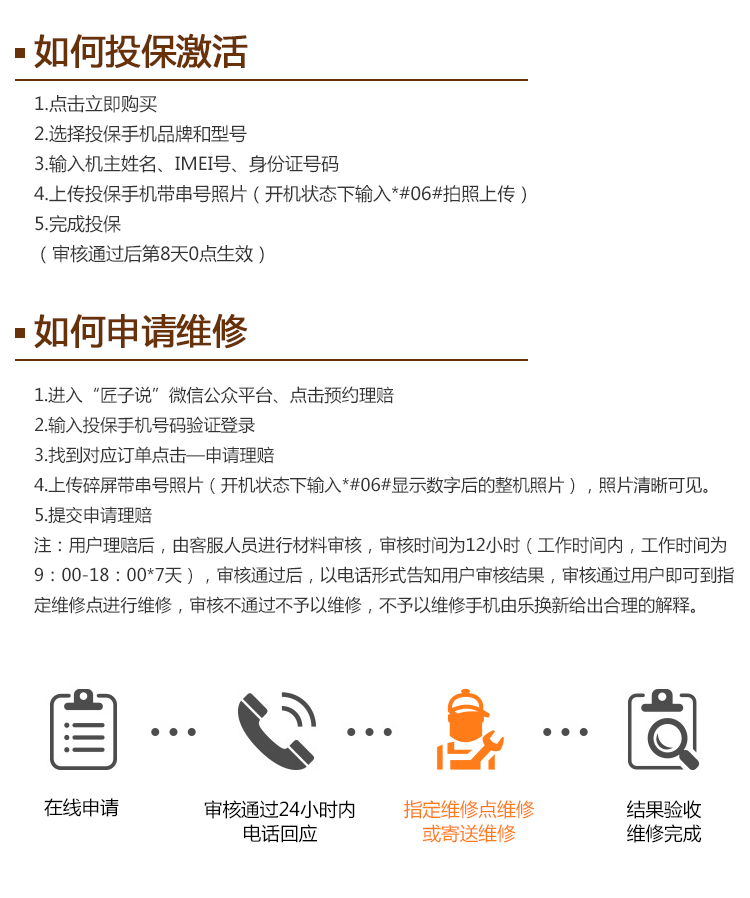 如何投保激活
1.点击立即购买
2.选择投保手机品牌和型号
3.输入机主姓名、IMEI号、身份证号码
4.上传投保手机带串号照片（开机状态下输入*#06#拍照上传）
5.完成投保
（审核通过后第8天0点生效）
如何申请维修
1.进入“匠子说”微信公众平台、点击预约理赔
2.输入投保手机号码验证登录
3.找到对应订单点击—申请理赔
4.上传碎屏带串号照片（开机状态下输入*#06#显示数字后的整机照片），照片清晰可见。
5.提交申请理赔
注：用户理赔后，由客服人员进行材料审核，审核时间为12小时（工作时间内，工作时间为
9：00-18：00*7天），审核通过后，以电话形式告知用户审核结果，审核通过用户即可到指
定维修点进行维修，审核不通过不予以维修，不予以维修手机由乐换新给出合理的解释。
在线申请
审核通过24小时内
电话回应
指定维修点维修
或寄送维修
结果验收
维修完成